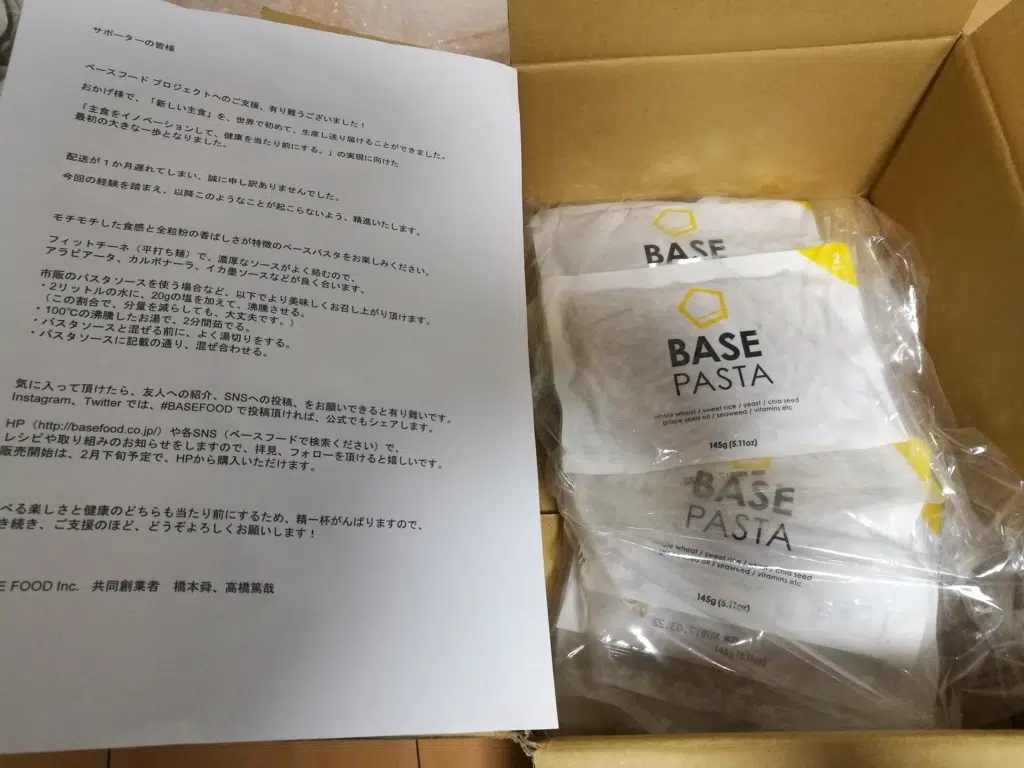 サポーターの皆様
ベースフード プロジェクトへのご支援、有り難うございました！
おかげ様で、「新しい主食」を、世界で初めて、生産し送り届けることができました。
「主食をイノベーションして、健康を当たり前にする。」の実現に向けた
最初の大きな一歩となりました。
配送が1か月遅れてしまい、誠に申し訳ありませんでした。
今回の経験を踏まえ、以降このようなことが起こらないよう、精進いたします。
モチモチした食感と全粒粉の香ばしさが特徴のベースパスタをお楽しみください。
フィットチーネ（平打ち麺）で、濃厚なソースがよく絡むので、
アラビアータ、カルボナーラ、イカ墨ソースなどが良く合います。
市販のパスタソースを使う場合など、以下でより美味しくお召し上がり頂けます。
・2リットルの水に、20gの塩を加えて、沸騰させる。
（この割合で、分量を減らしても、大丈夫です。）
・100℃の沸騰したお湯で、2分間茹でる。
・パスタソースと混ぜる前に、よく湯切りをする。
・パスタソースに記載の通り、混ぜ合わせる。
気に入って頂けたら、友人への紹介、SNSへの投稿、をお願いできると有り難いです。
Instagram、Twitter では、#BASEFOOD で投稿頂ければ、公式でもシェアします。
HP（http://basefood.co.jp/）や各SNS（ベースフードで検索ください）で、
レシピや取り組みのお知らせをしますので、拝見、フォローを頂けると嬉しいです。
販売開始は、2月下旬予定で、HPから購入いただけます。
べる楽しさと健康のどちらも当たり前にするため、精一杯がんばりますので、
き続き、ご支援のほど、どうぞよろしくお願いします！
E FOOD Inc.　共同創業者　橋本舜、高橋篤哉
BASE
BASE
PASTA
whole wheat / sweet rice / yeast / chia seed
grape seed oil / seaweed / vitamins etc
145g (5.11oz)
BASE
PASTA
whole wheat / sweet rice / yeast / chia seed
grape seed oil / seaweed / vitamins etc
145g (5.11oz)
145g (5.11oz)